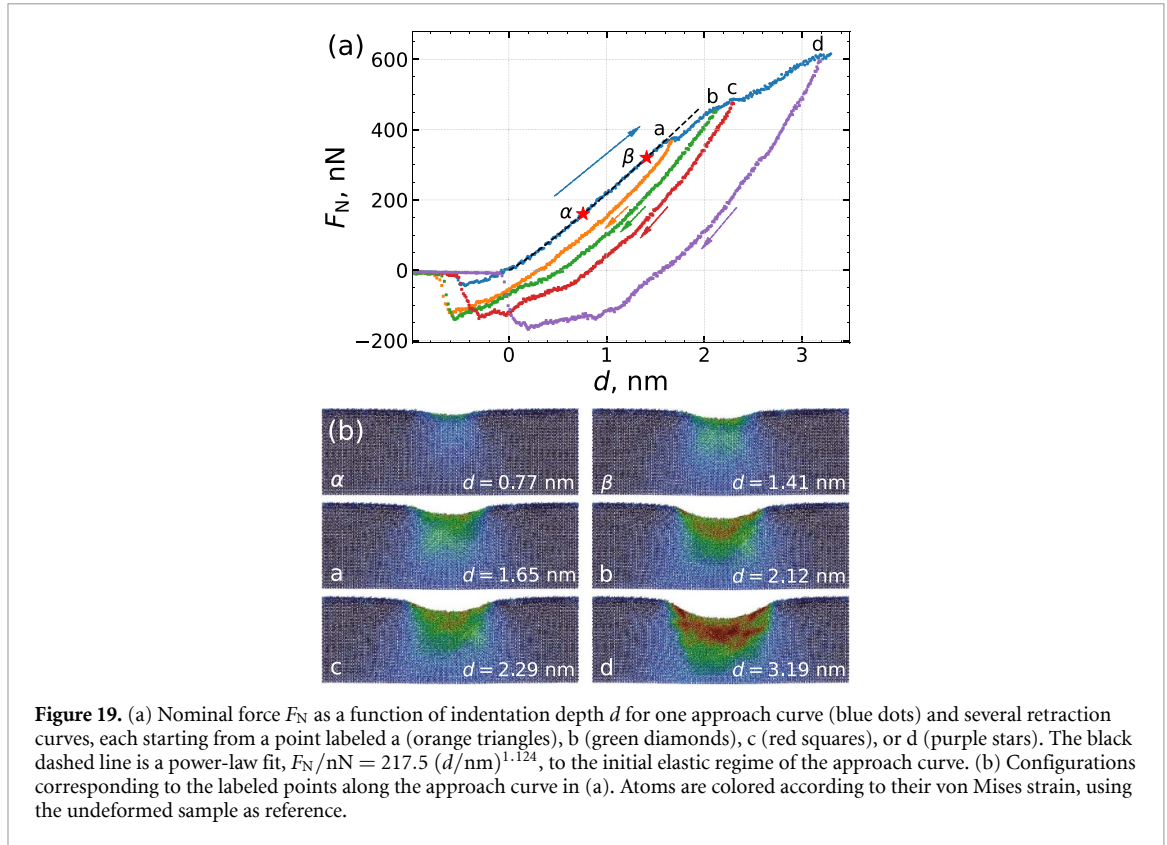 (a)
600
400
200
0
−200
F_N, nN
0 1 2 3
d, nm
α
β
a
b
c
d
(b)
α d = 0.77 nm
β d = 1.41 nm
a d = 1.65 nm
b d = 2.12 nm
c d = 2.29 nm
d d = 3.19 nm
Figure 19. (a) Nominal force F_N as a function of indentation depth d for one approach curve (blue dots) and several retraction
curves, each starting from a point labeled a (orange triangles), b (green diamonds), c (red squares), or d (purple stars). The black
dashed line is a power-law fit, F_N/nN = 217.5 (d/nm)^1.124, to the initial elastic regime of the approach curve. (b) Configurations
corresponding to the labeled points along the approach curve in (a). Atoms are colored according to their von Mises strain, using
the undeformed sample as reference.